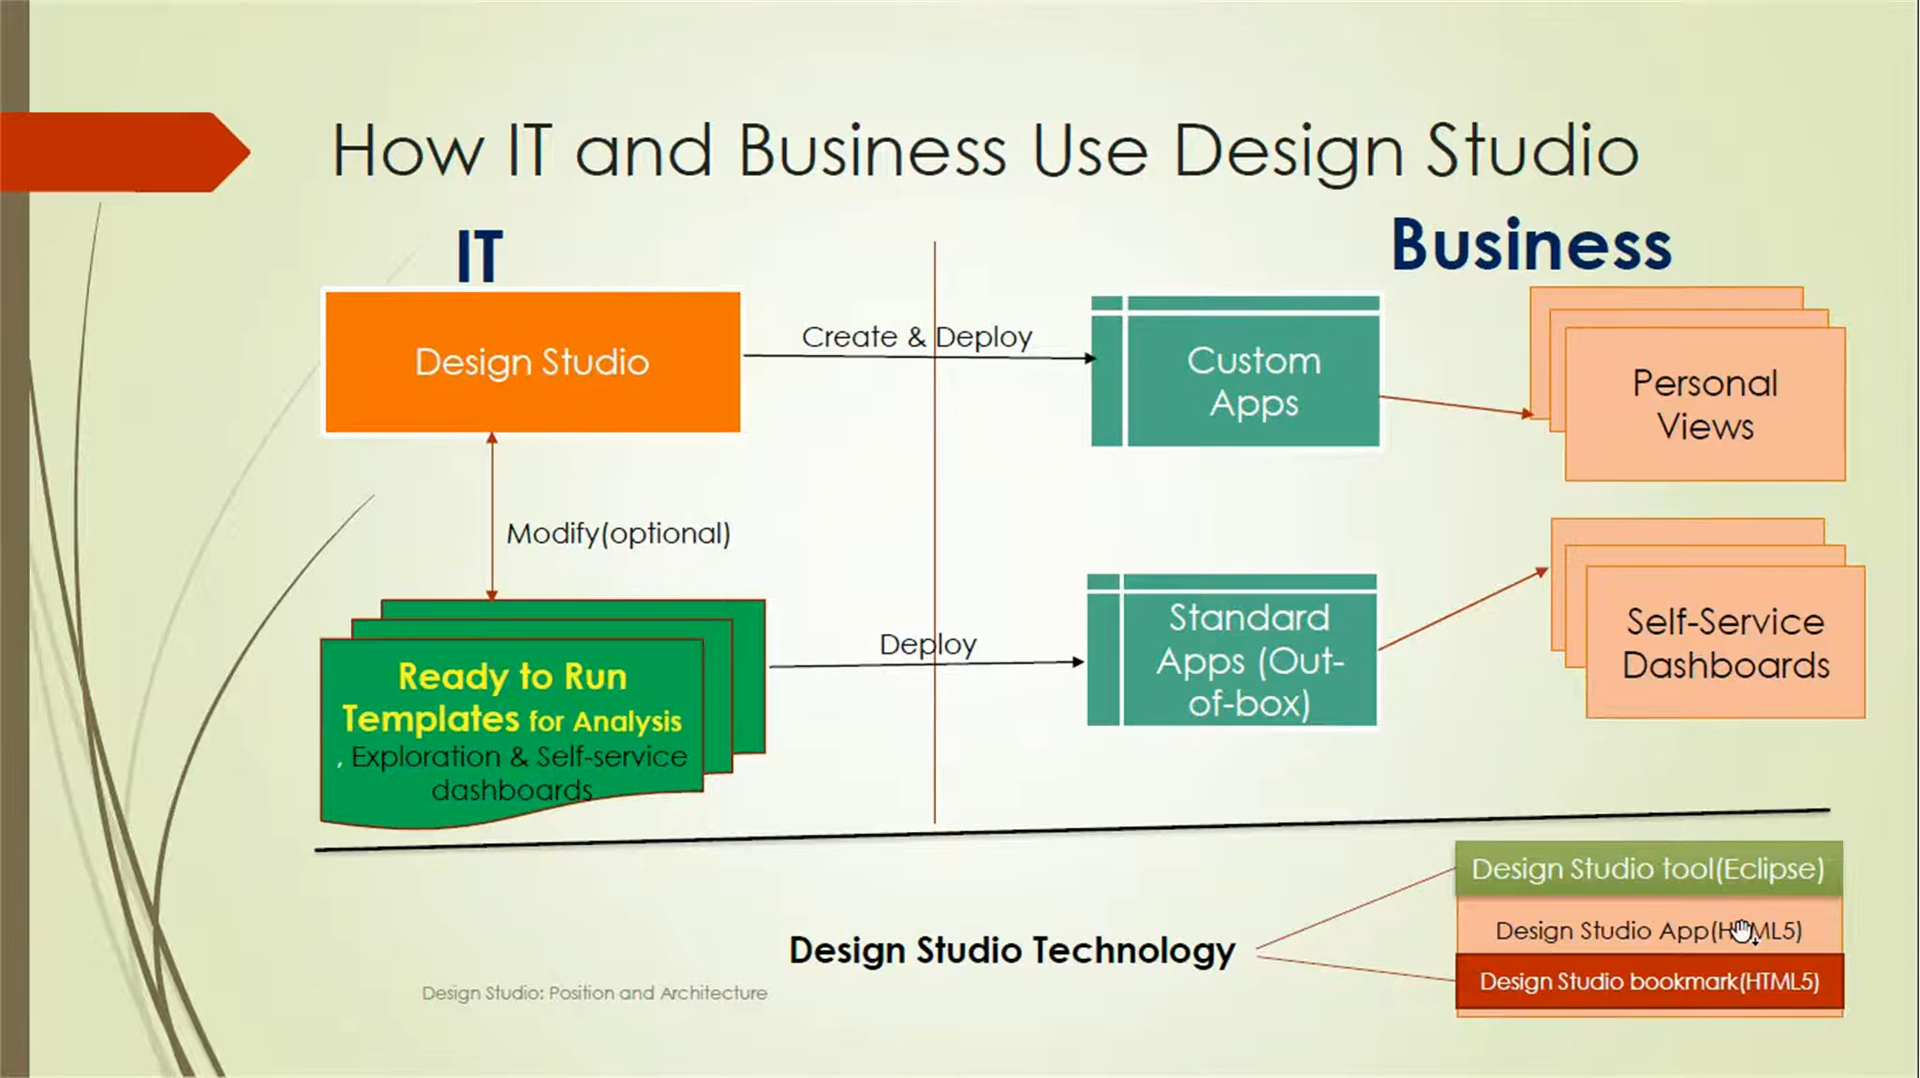 How IT and Business Use Design Studio
IT
Business
Design Studio
Create & Deploy
Custom
Apps
Personal
Views
Modify(optional)
Ready to Run
Templates for Analysis
, Exploration & Self-service
dashboards
Deploy
Standard
Apps (Out-
of-box)
Self-Service
Dashboards
Design Studio Technology
Design Studio tool(Eclipse)
Design Studio App(HTML5)
Design Studio bookmark(HTML5)
Design Studio: Position and Architecture